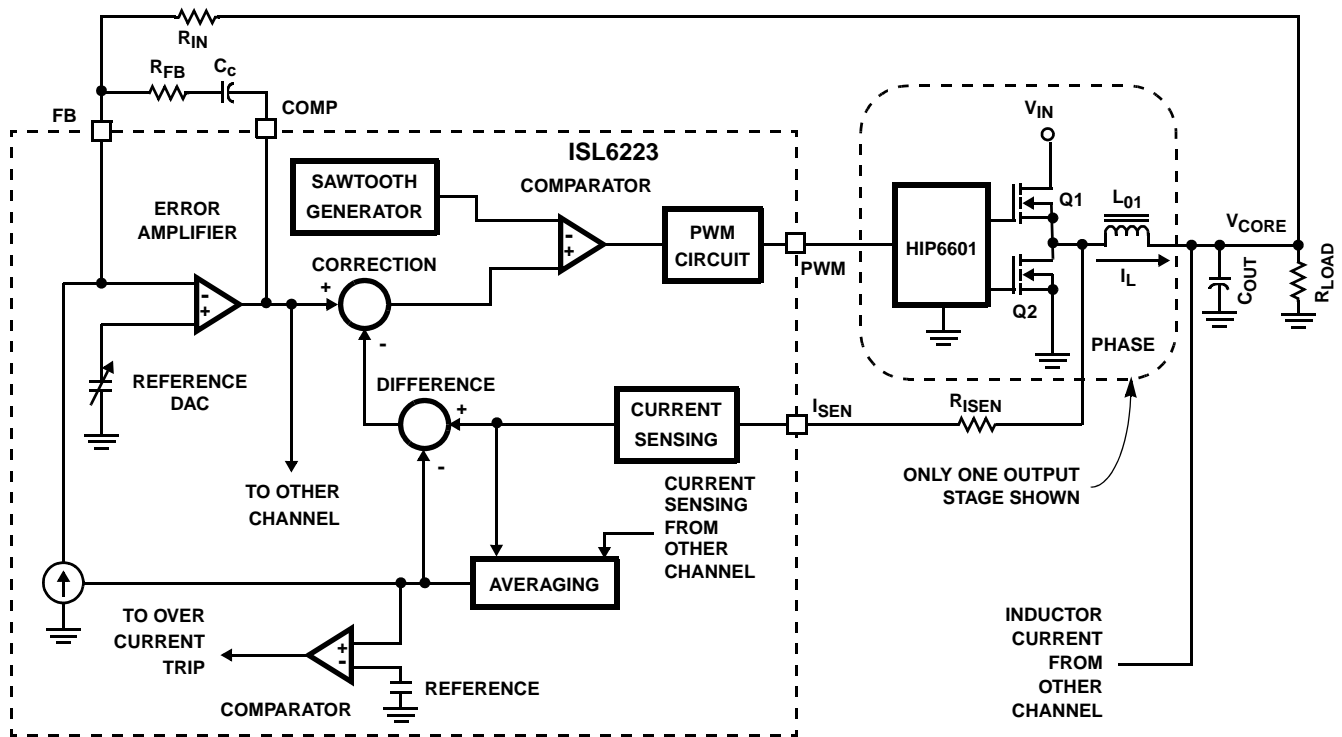 R_IN
R_FB
C_c
FB
COMP
ISL6223
V_IN
SAWTOOTH
GENERATOR
COMPARATOR
ERROR
AMPLIFIER
CORRECTION
PWM
CIRCUIT
PWM
HIP6601
Q1
Q2
L_01
I_L
V_CORE
C_OUT
R_LOAD
PHASE
-
+
+
-
-
+
REFERENCE
DAC
DIFFERENCE
+
-
CURRENT
SENSING
I_SEN
R_ISEN
ONLY ONE OUTPUT
STAGE SHOWN
TO OTHER
CHANNEL
CURRENT
SENSING
FROM
OTHER
CHANNEL
AVERAGING
TO OVER
CURRENT
TRIP
+
-
REFERENCE
COMPARATOR
INDUCTOR
CURRENT
FROM
OTHER
CHANNEL